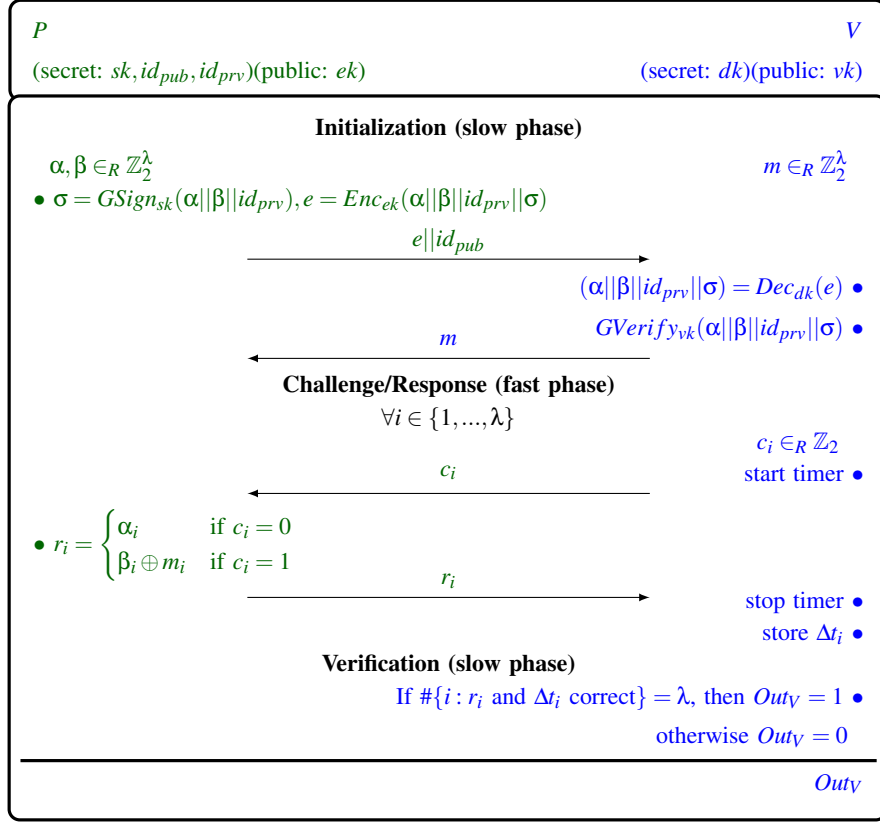 P V
(secret: sk, id_pub, id_prv)(public: ek) (secret: dk)(public: vk)
Initialization (slow phase)
α, β ∈_R ℤ_2^λ m ∈_R ℤ_2^λ
• σ = GSign_sk(α||β||id_prv), e = Enc_ek(α||β||id_prv||σ)
e||id_pub
(α||β||id_prv||σ) = Dec_dk(e) •
GVerify_vk(α||β||id_prv||σ) •
m
Challenge/Response (fast phase)
∀i ∈ {1, ..., λ}
c_i ∈_R ℤ_2
c_i
start timer •
• r_i = { α_i if c_i = 0
β_i ⊕ m_i if c_i = 1
r_i
stop timer •
store Δt_i •
Verification (slow phase)
If #{i : r_i and Δt_i correct} = λ, then Out_V = 1 •
otherwise Out_V = 0
Out_V